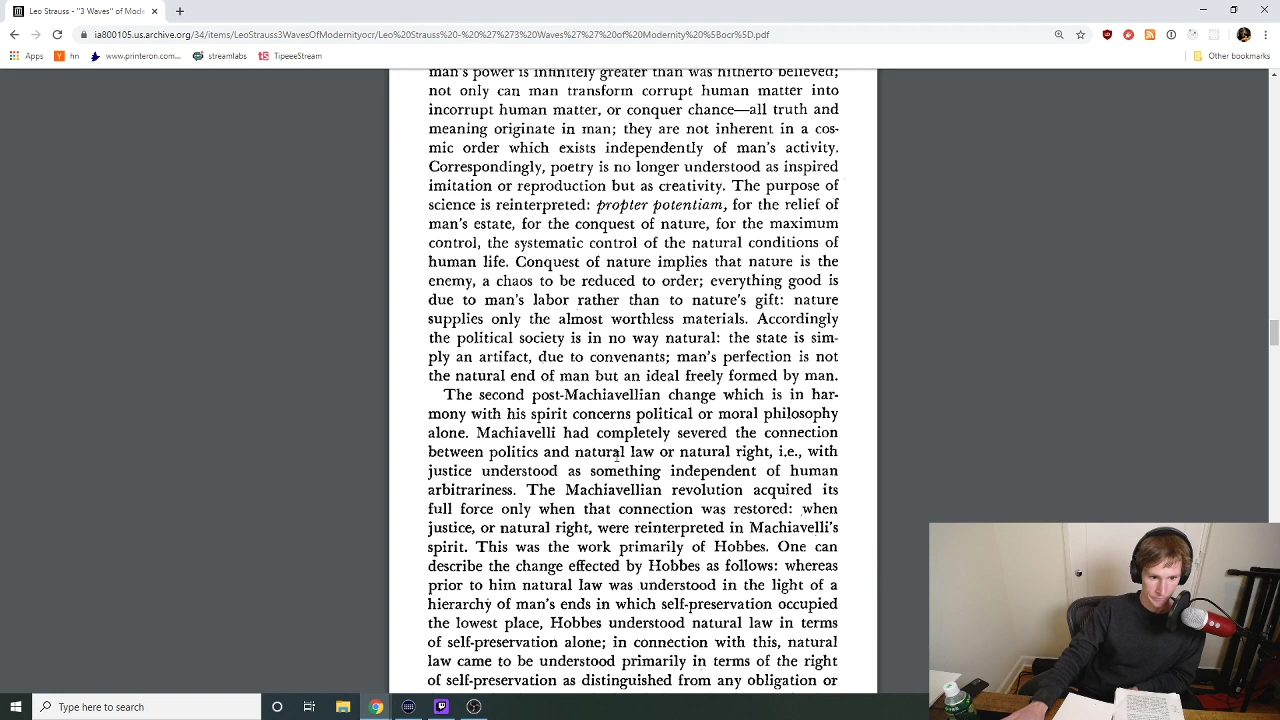 Leo Strauss - "3 Waves" of Mode
ia800105.us.archive.org/34/items/LeoStrauss3WavesOfModernityocr/Leo%20Strauss%20-%20%27%273%20Waves%27%27%20of%20Modernity%20%5Bocr%5D.pdf
Apps hn www.printeron.com... streamlabs TipeeeStream Other bookmarks
man's power is infinitely greater than was hitherto believed;
not only can man transform corrupt human matter into
incorrupt human matter, or conquer chance—all truth and
meaning originate in man; they are not inherent in a cos-
mic order which exists independently of man's activity.
Correspondingly, poetry is no longer understood as inspired
imitation or reproduction but as creativity. The purpose of
science is reinterpreted: propter potentiam, for the relief of
man's estate, for the conquest of nature, for the maximum
control, the systematic control of the natural conditions of
human life. Conquest of nature implies that nature is the
enemy, a chaos to be reduced to order; everything good is
due to man's labor rather than to nature's gift: nature
supplies only the almost worthless materials. Accordingly
the political society is in no way natural: the state is sim-
ply an artifact, due to convenants; man's perfection is not
the natural end of man but an ideal freely formed by man.
The second post-Machiavellian change which is in har-
mony with his spirit concerns political or moral philosophy
alone. Machiavelli had completely severed the connection
between politics and natural law or natural right, i.e., with
justice understood as something independent of human
arbitrariness. The Machiavellian revolution acquired its
full force only when that connection was restored: when
justice, or natural right, were reinterpreted in Machiavelli's
spirit. This was the work primarily of Hobbes. One can
describe the change effected by Hobbes as follows: whereas
prior to him natural law was understood in the light of a
hierarchy of man's ends in which self-preservation occupied
the lowest place, Hobbes understood natural law in terms
of self-preservation alone; in connection with this, natural
law came to be understood primarily in terms of the right
of self-preservation as distinguished from any obligation or
Type here to search